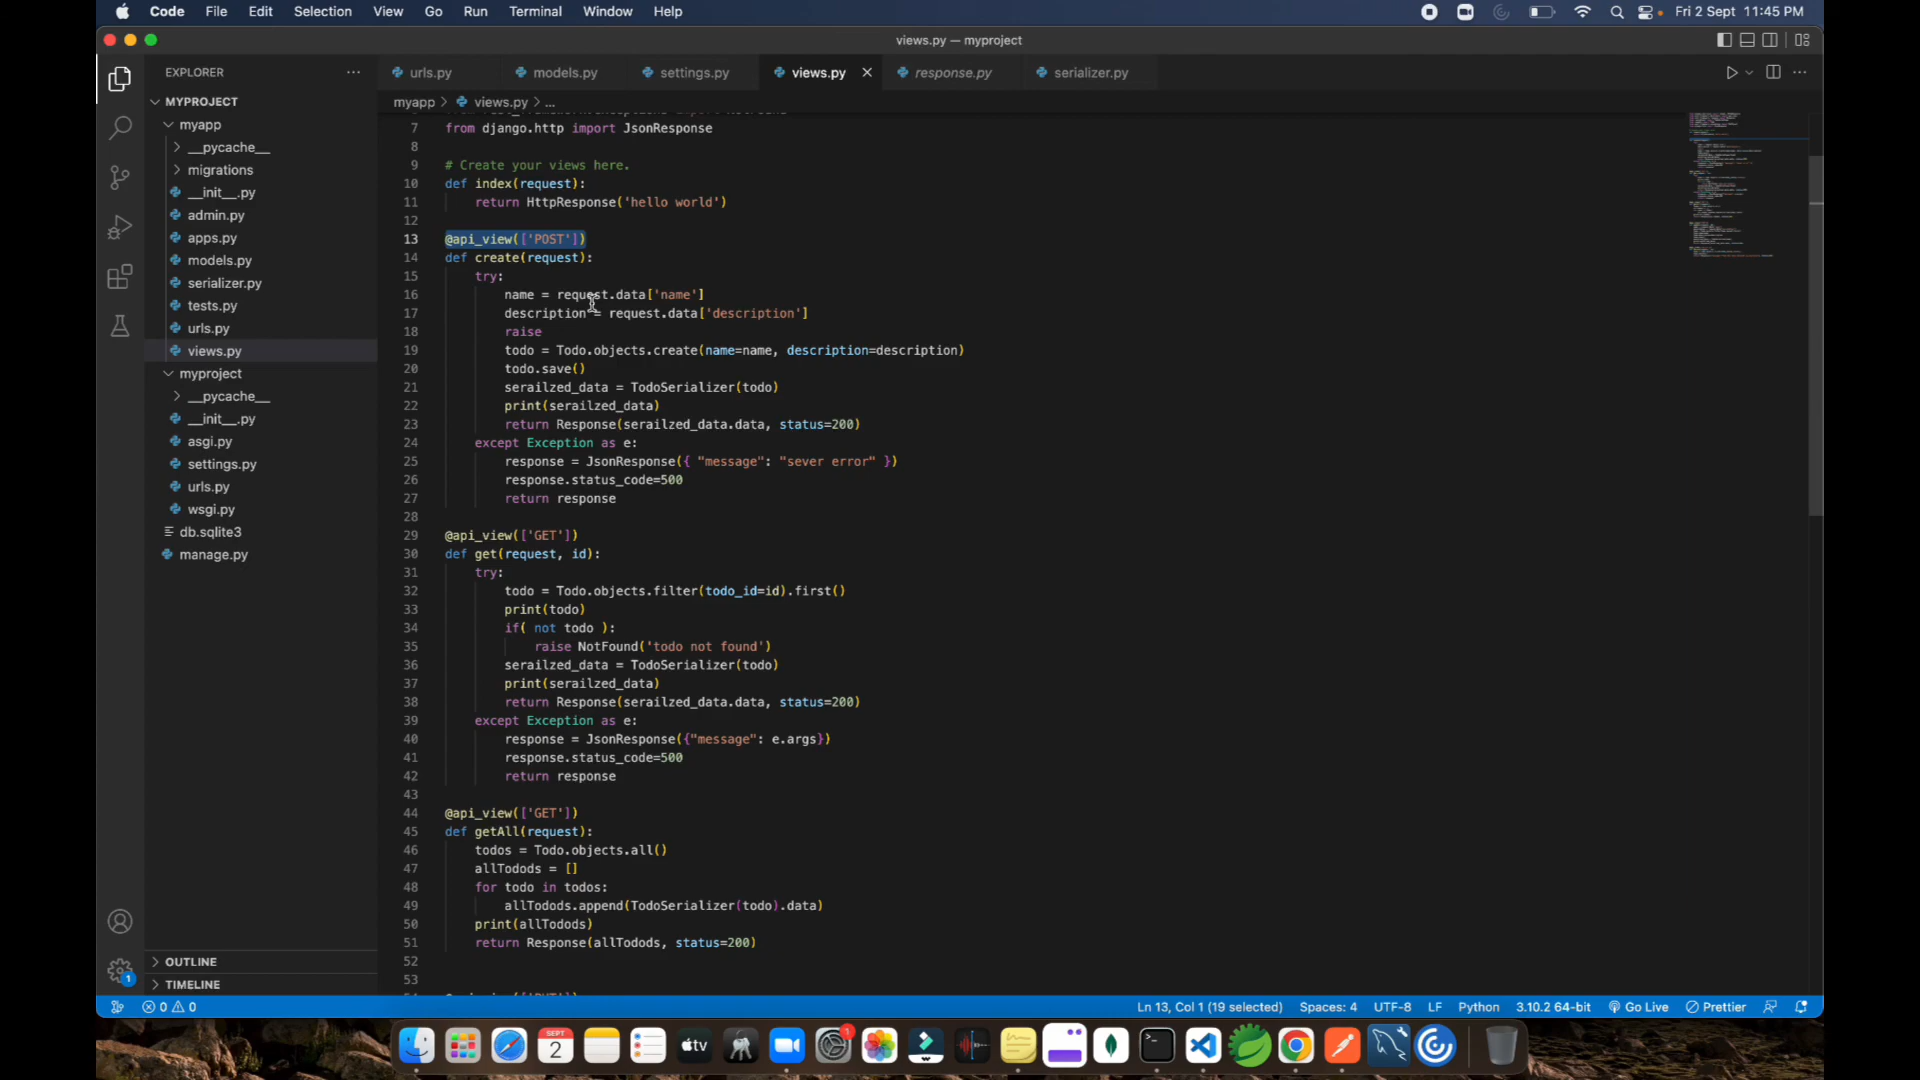 Code File Edit Selection View Go Run Terminal Window Help
Fri 2 Sept 11:45 PM
views.py — myproject
EXPLORER
urls.py models.py settings.py views.py response.py serializer.py
MYPROJECT
myapp > views.py > ...
myapp
__pycache__
migrations
__init__.py
admin.py
apps.py
models.py
serializer.py
tests.py
urls.py
views.py
myproject
__pycache__
__init__.py
asgi.py
settings.py
urls.py
wsgi.py
db.sqlite3
manage.py
OUTLINE
TIMELINE
7 from django.http import JsonResponse
8
9 # Create your views here.
10 def index(request):
11 return HttpResponse('hello world')
12
13 @api_view(['POST'])
14 def create(request):
15 try:
16 name = request.data['name']
17 description = request.data['description']
18 raise
19 todo = Todo.objects.create(name=name, description=description)
20 todo.save()
21 serailzed_data = TodoSerializer(todo)
22 print(serailzed_data)
23 return Response(serailzed_data.data, status=200)
24 except Exception as e:
25 response = JsonResponse({ "message": "sever error" })
26 response.status_code=500
27 return response
28
29 @api_view(['GET'])
30 def get(request, id):
31 try:
32 todo = Todo.objects.filter(todo_id=id).first()
33 print(todo)
34 if( not todo ):
35 raise NotFound('todo not found')
36 serailzed_data = TodoSerializer(todo)
37 print(serailzed_data)
38 return Response(serailzed_data.data, status=200)
39 except Exception as e:
40 response = JsonResponse({"message": e.args})
41 response.status_code=500
42 return response
43
44 @api_view(['GET'])
45 def getAll(request):
46 todos = Todo.objects.all()
47 allTodods = []
48 for todo in todos:
49 allTodods.append(TodoSerializer(todo).data)
50 print(allTodods)
51 return Response(allTodods, status=200)
52
53
1
0 0 Ln 13, Col 1 (19 selected) Spaces: 4 UTF-8 LF Python 3.10.2 64-bit Go Live Prettier
SEPT
2
tv
1